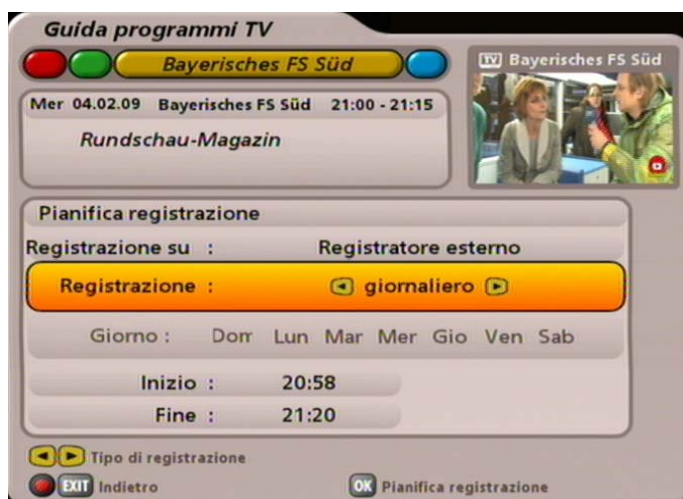 Guida programmi TV
Bayerisches FS Süd
TV Bayerisches FS Süd
Mer 04.02.09 Bayerisches FS Süd 21:00 - 21:15
Rundschau-Magazin
Pianifica registrazione
Registrazione su : Registratore esterno
Registrazione : giornaliero
Giorno : Dom Lun Mar Mer Gio Ven Sab
Inizio : 20:58
Fine : 21:20
Tipo di registrazione
EXIT Indietro OK Pianifica registrazione